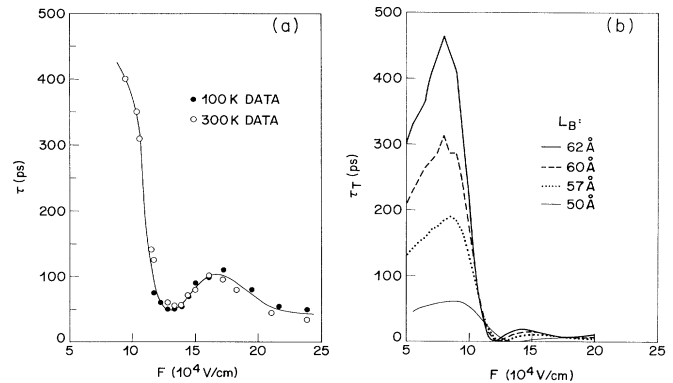 (a)
500
400
300
200
100
0
τ (ps)
● 100 K DATA
○ 300 K DATA
5
10
15
20
25
F (10⁴ V/cm)
(b)
500
400
300
200
100
0
τ_T (ps)
L_B:
62 Å
60 Å
57 Å
50 Å
5
10
15
20
25
F (10⁴ V/cm)